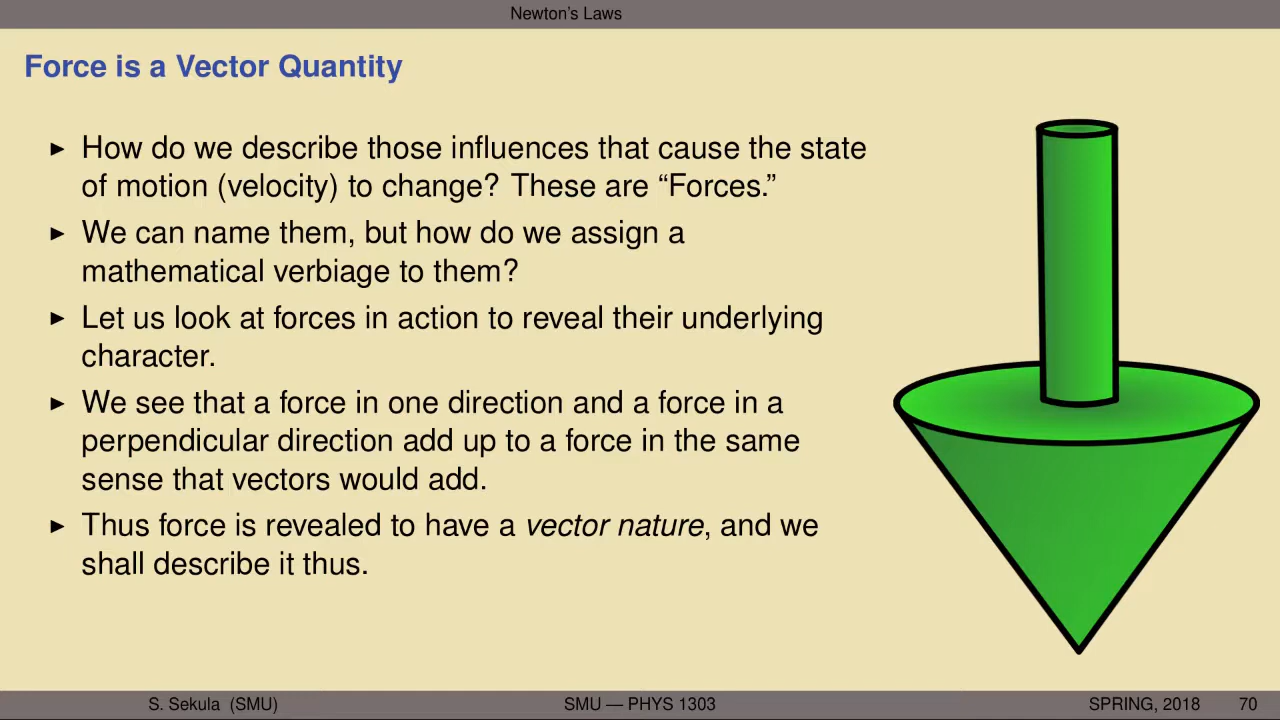 Newton's Laws
Force is a Vector Quantity
▶ How do we describe those influences that cause the state
of motion (velocity) to change? These are “Forces.”
▶ We can name them, but how do we assign a
mathematical verbiage to them?
▶ Let us look at forces in action to reveal their underlying
character.
▶ We see that a force in one direction and a force in a
perpendicular direction add up to a force in the same
sense that vectors would add.
▶ Thus force is revealed to have a vector nature, and we
shall describe it thus.
S. Sekula (SMU) SMU — PHYS 1303 SPRING, 2018 70